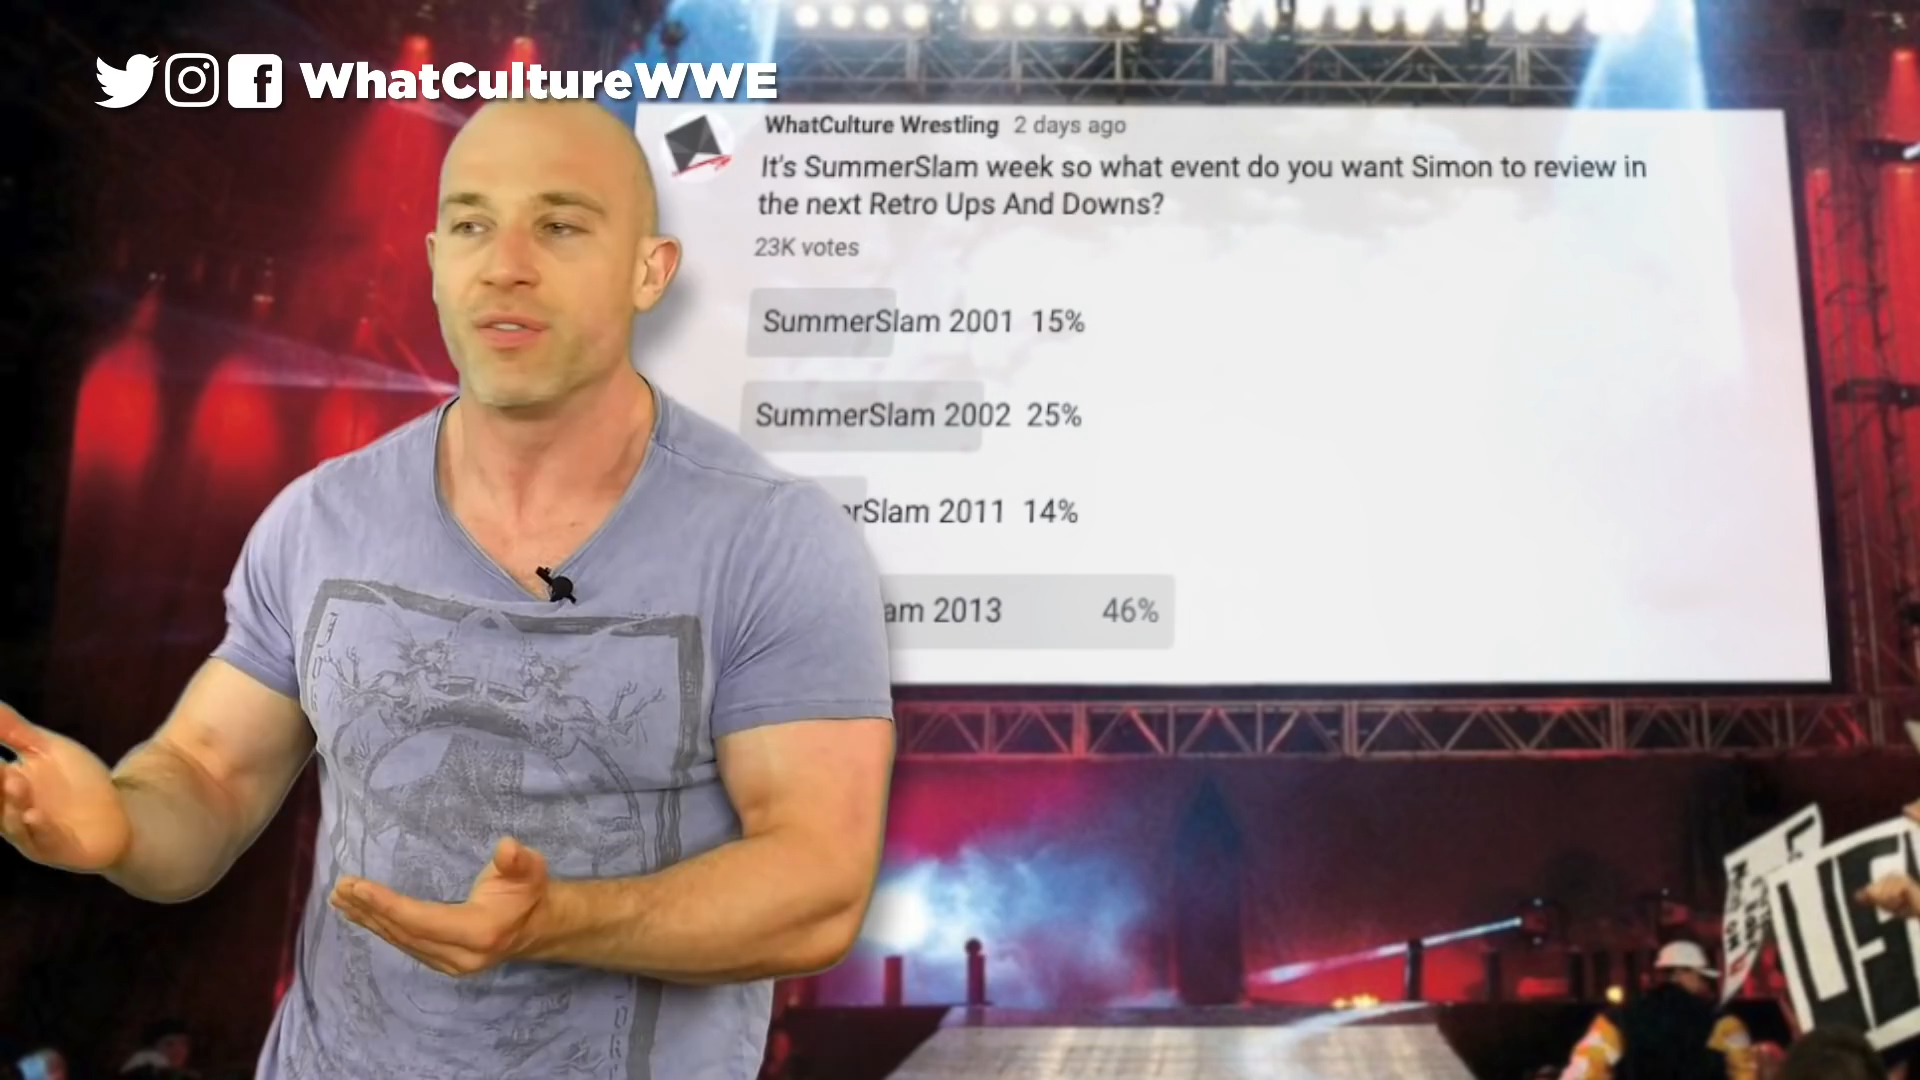 WhatCultureWWE
WhatCulture Wrestling 2 days ago
It's SummerSlam week so what event do you want Simon to review in
the next Retro Ups And Downs?
23K votes
SummerSlam 2001 15%
SummerSlam 2002 25%
erSlam 2011 14%
am 2013 46%